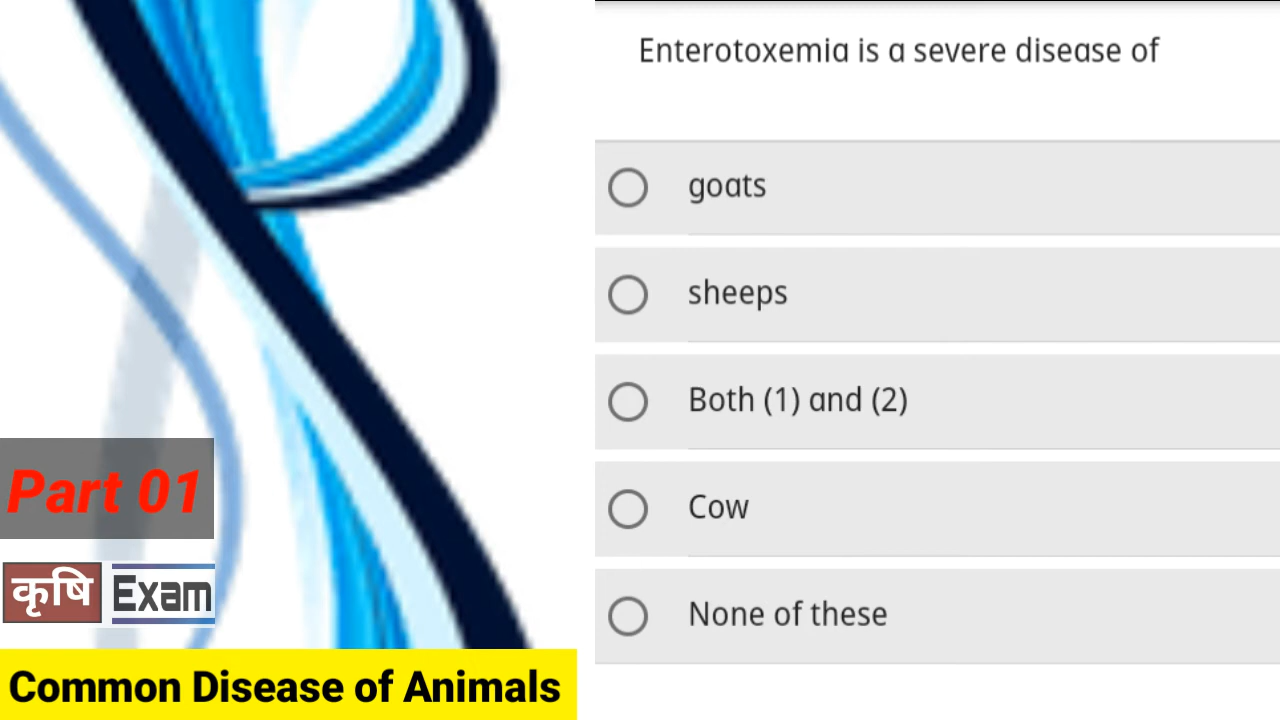 Enterotoxemia is a severe disease of
goats
sheeps
Both (1) and (2)
Cow
None of these
Part 01
कृषि Exam
Common Disease of Animals